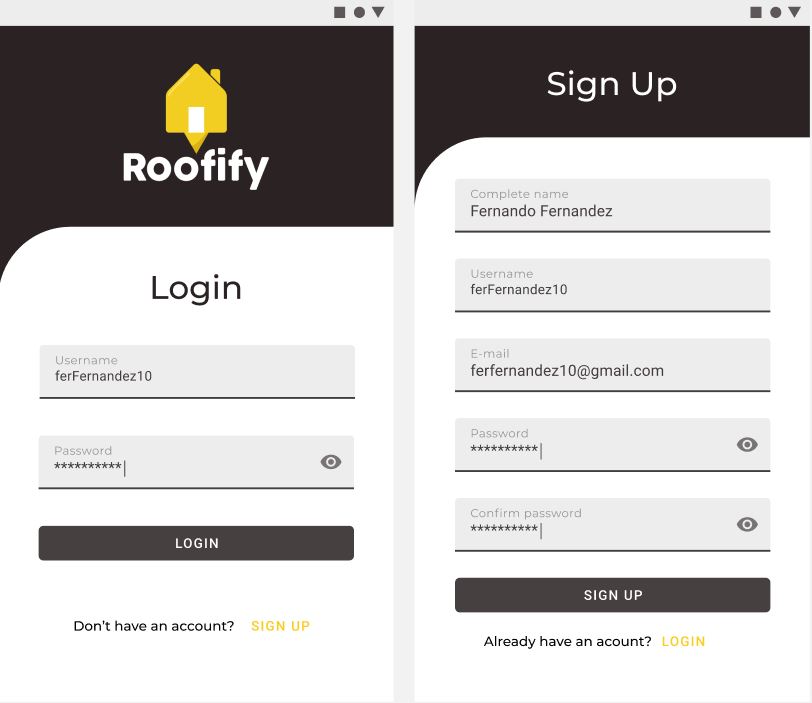 Roofify
Login
Username
ferFernandez10
Password
**********
LOGIN
Don't have an account? SIGN UP
Sign Up
Complete name
Fernando Fernandez
Username
ferFernandez10
E-mail
ferfernandez10@gmail.com
Password
**********
Confirm password
**********
SIGN UP
Already have an acount? LOGIN